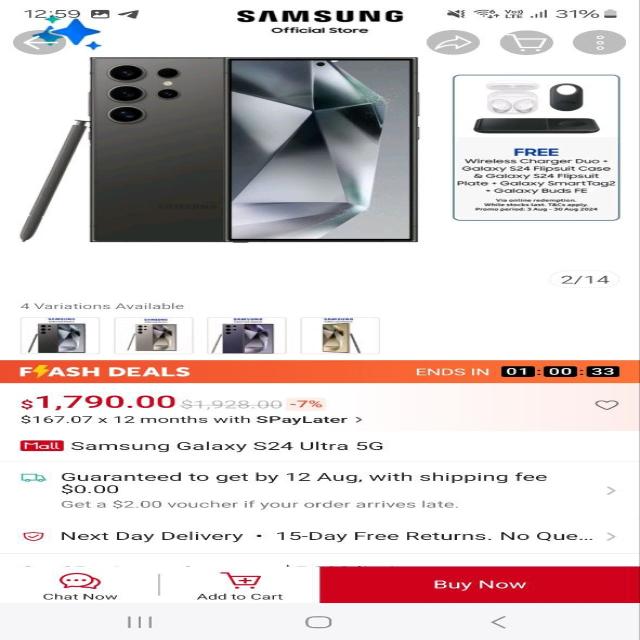 12:59
31%
SAMSUNG
Official Store
FREE
Wireless Charger Duo +
Galaxy S24 Flipsuit Case
& Galaxy S24 Flipsuit
Plate + Galaxy SmartTag2
+ Galaxy Buds FE
Via online redemption.
While stocks last. T&Cs apply.
Promo period: 3 Aug - 30 Aug 2024
SAMSUNG
2/14
4 Variations Available
SAMSUNG SAMSUNG SAMSUNG SAMSUNG
FLASH DEALS ENDS IN 01:00:33
$1,790.00 $1,928.00 -7%
$167.07 x 12 months with SPayLater >
Mall Samsung Galaxy S24 Ultra 5G
Guaranteed to get by 12 Aug, with shipping fee
$0.00
Get a $2.00 voucher if your order arrives late.
Next Day Delivery • 15-Day Free Returns. No Que...
Chat Now
Add to Cart
Buy Now